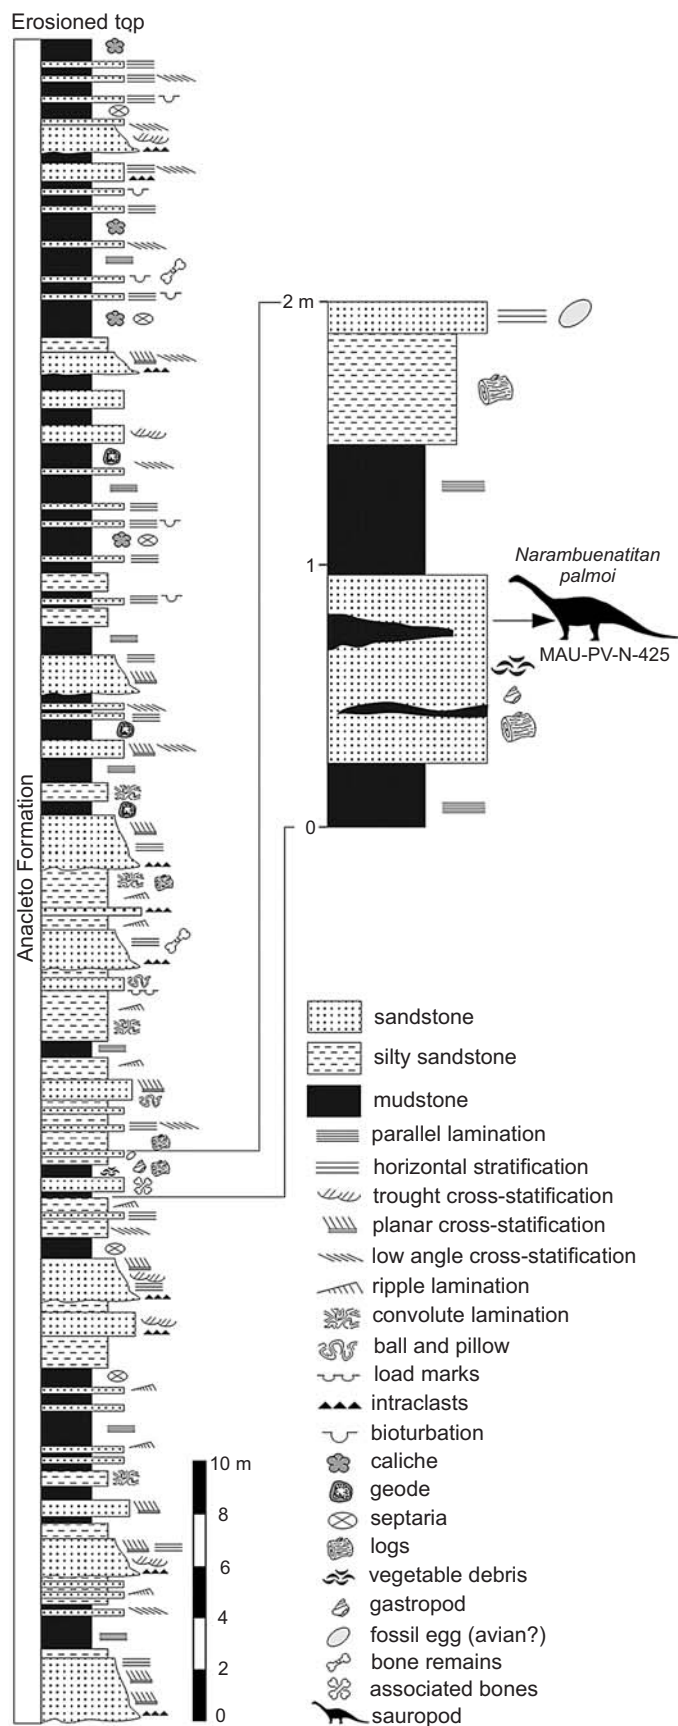 Erosioned top
Anacleto Formation
2 m
1
0
Narambuenatitan
palmoi
MAU-PV-N-425
sandstone
silty sandstone
mudstone
parallel lamination
horizontal stratification
trought cross-statification
planar cross-statification
low angle cross-statification
ripple lamination
convolute lamination
ball and pillow
load marks
intraclasts
bioturbation
caliche
geode
septaria
logs
vegetable debris
gastropod
fossil egg (avian?)
bone remains
associated bones
sauropod
10 m
8
6
4
2
0